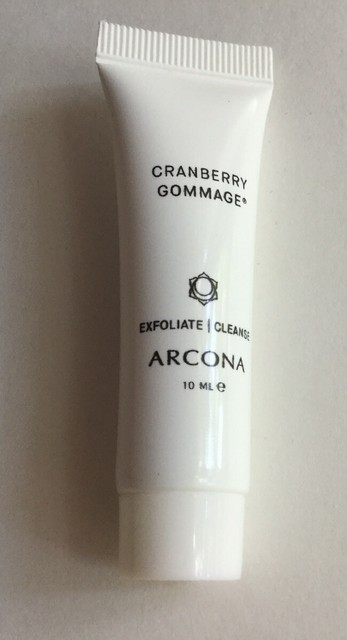 CRANBERRY
GOMMAGE®
EXFOLIATE | CLEANSE
ARCONA
10 ML ℮